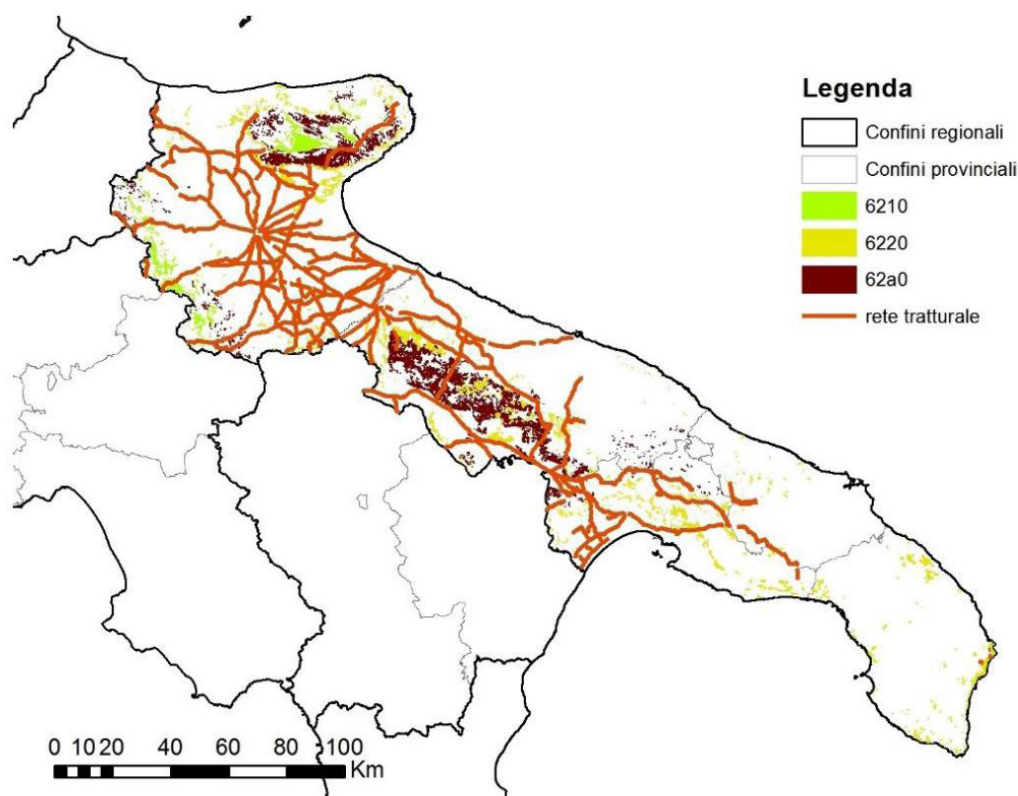 Legenda
Confini regionali
Confini provinciali
6210
6220
62a0
rete tratturale
0 10 20 40 60 80 100
Km